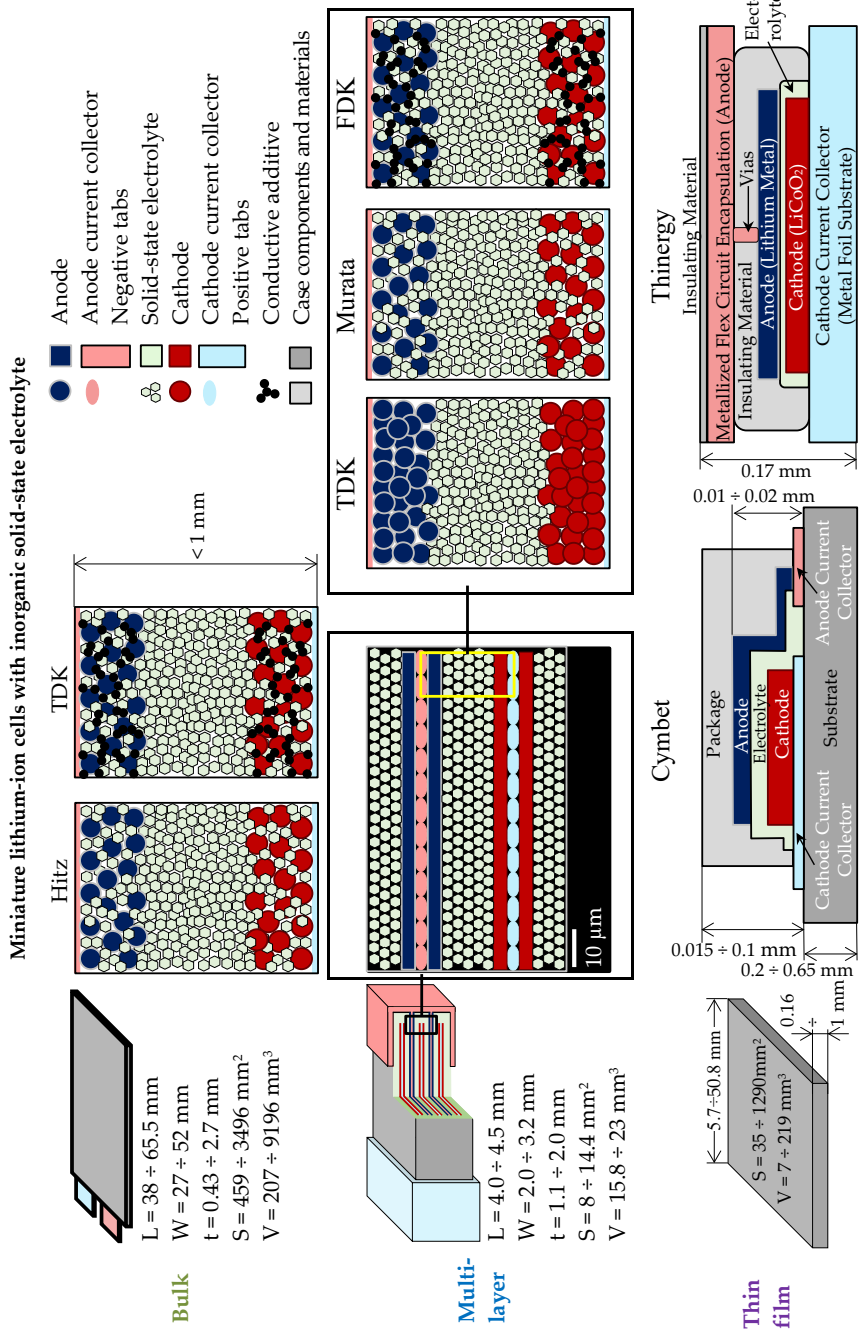 Miniature lithium-ion cells with inorganic solid-state electrolyte
Bulk
L = 38 ÷ 65.5 mm
W = 27 ÷ 52 mm
t = 0.43 ÷ 2.7 mm
S = 459 ÷ 3496 mm²
V = 207 ÷ 9196 mm³
Hitz
TDK
< 1 mm
Anode
Anode current collector
Negative tabs
Solid-state electrolyte
Cathode
Cathode current collector
Positive tabs
Conductive additive
Case components and materials
Multi-
layer
L = 4.0 ÷ 4.5 mm
W = 2.0 ÷ 3.2 mm
t = 1.1 ÷ 2.0 mm
S = 8 ÷ 14.4 mm²
V = 15.8 ÷ 23 mm³
10 µm
TDK
Murata
FDK
Thin
film
5.7÷50.8 mm
S = 35 ÷ 1290mm²
V = 7 ÷ 219 mm³
0.16
÷
1 mm
Cymbet
0.015 ÷ 0.1 mm
0.2 ÷ 0.65 mm
Package
Anode
Electrolyte
Cathode
Substrate
Cathode Current
Collector
Anode Current
Collector
0.01 ÷ 0.02 mm
Thinergy
0.17 mm
Insulating Material
Metallized Flex Circuit Encapsulation (Anode)
Insulating Material
Vias
Elect-
rolyte
Anode (Lithium Metal)
Cathode (LiCoO₂)
Cathode Current Collector
(Metal Foil Substrate)